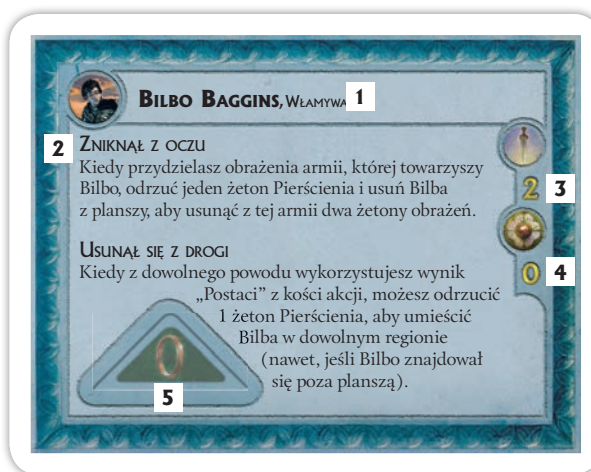 BILBO BAGGINS, 1
2 ZNIKNĄŁ Z OCZU
Kiedy przydzielasz obrażenia armii, której towarzyszy
Bilbo, odrzuć jeden żeton Pierścienia i usuń Bilba
z planszy, aby usunąć z tej armii dwa żetony obrażeń.
2 3
USUNĄŁ SIĘ Z DROGI
Kiedy z dowolnego powodu wykorzystujesz wynik
0 4
„Postaci” z kości akcji, możesz odrzucić
1 żeton Pierścienia, aby umieścić
Bilba w dowolnym regionie
(nawet, jeśli Bilbo znajdował
się poza planszą).
0
5